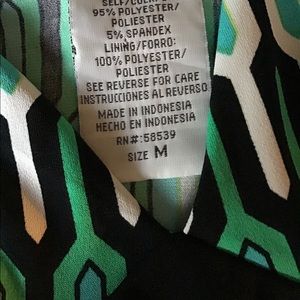 SELF/CUERPO:
95% POLYESTER/
POLIESTER
5% SPANDEX
LINING/FORRO:
100% POLYESTER/
POLIESTER
SEE REVERSE FOR CARE
INSTRUCCIONES AL REVERSO
MADE IN INDONESIA
HECHO EN INDONESIA
RN#:58539
SIZE M